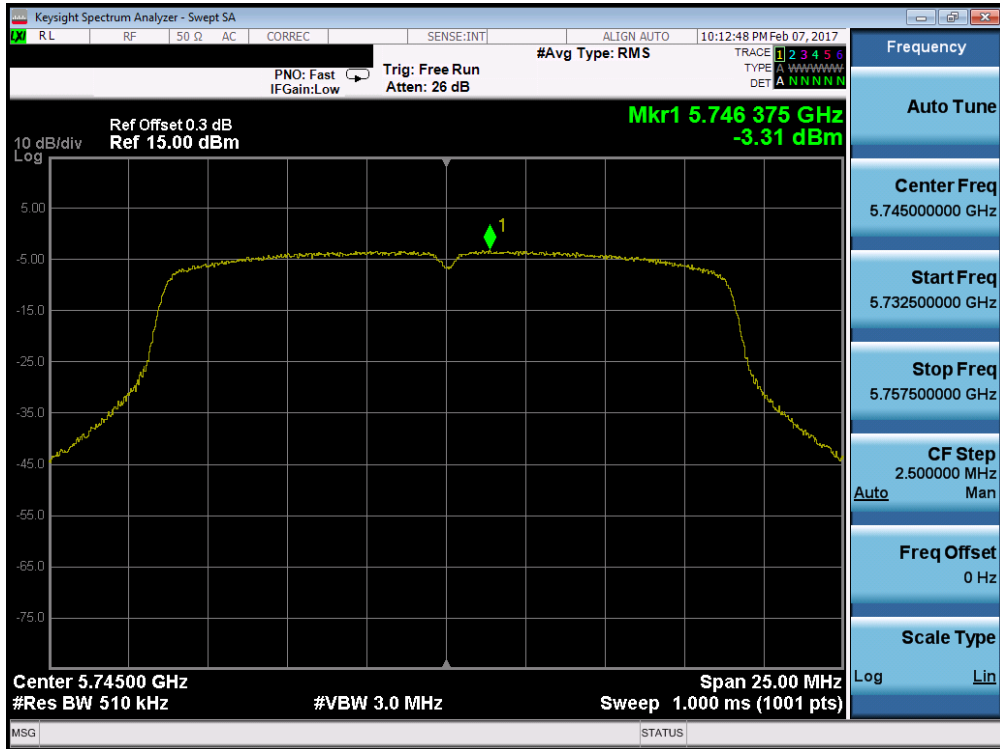 Keysight Spectrum Analyzer - Swept SA
LXI RL RF 50 Ω AC CORREC SENSE:INT ALIGN AUTO 10:12:48 PM Feb 07, 2017
PNO: Fast Trig: Free Run #Avg Type: RMS TRACE 1 2 3 4 5 6
IFGain:Low Atten: 26 dB TYPE A WWWWW
DET A N N N N N
Mkr1 5.746 375 GHz
Ref Offset 0.3 dB
10 dB/div Ref 15.00 dBm -3.31 dBm
Log
1
5.00
-5.00
-15.0
-25.0
-35.0
-45.0
-55.0
-65.0
-75.0
Center 5.74500 GHz Span 25.00 MHz
#Res BW 510 kHz #VBW 3.0 MHz Sweep 1.000 ms (1001 pts)
MSG STATUS
Frequency
Auto Tune
Center Freq
5.745000000 GHz
Start Freq
5.732500000 GHz
Stop Freq
5.757500000 GHz
CF Step
2.500000 MHz
Auto Man
Freq Offset
0 Hz
Scale Type
Log Lin